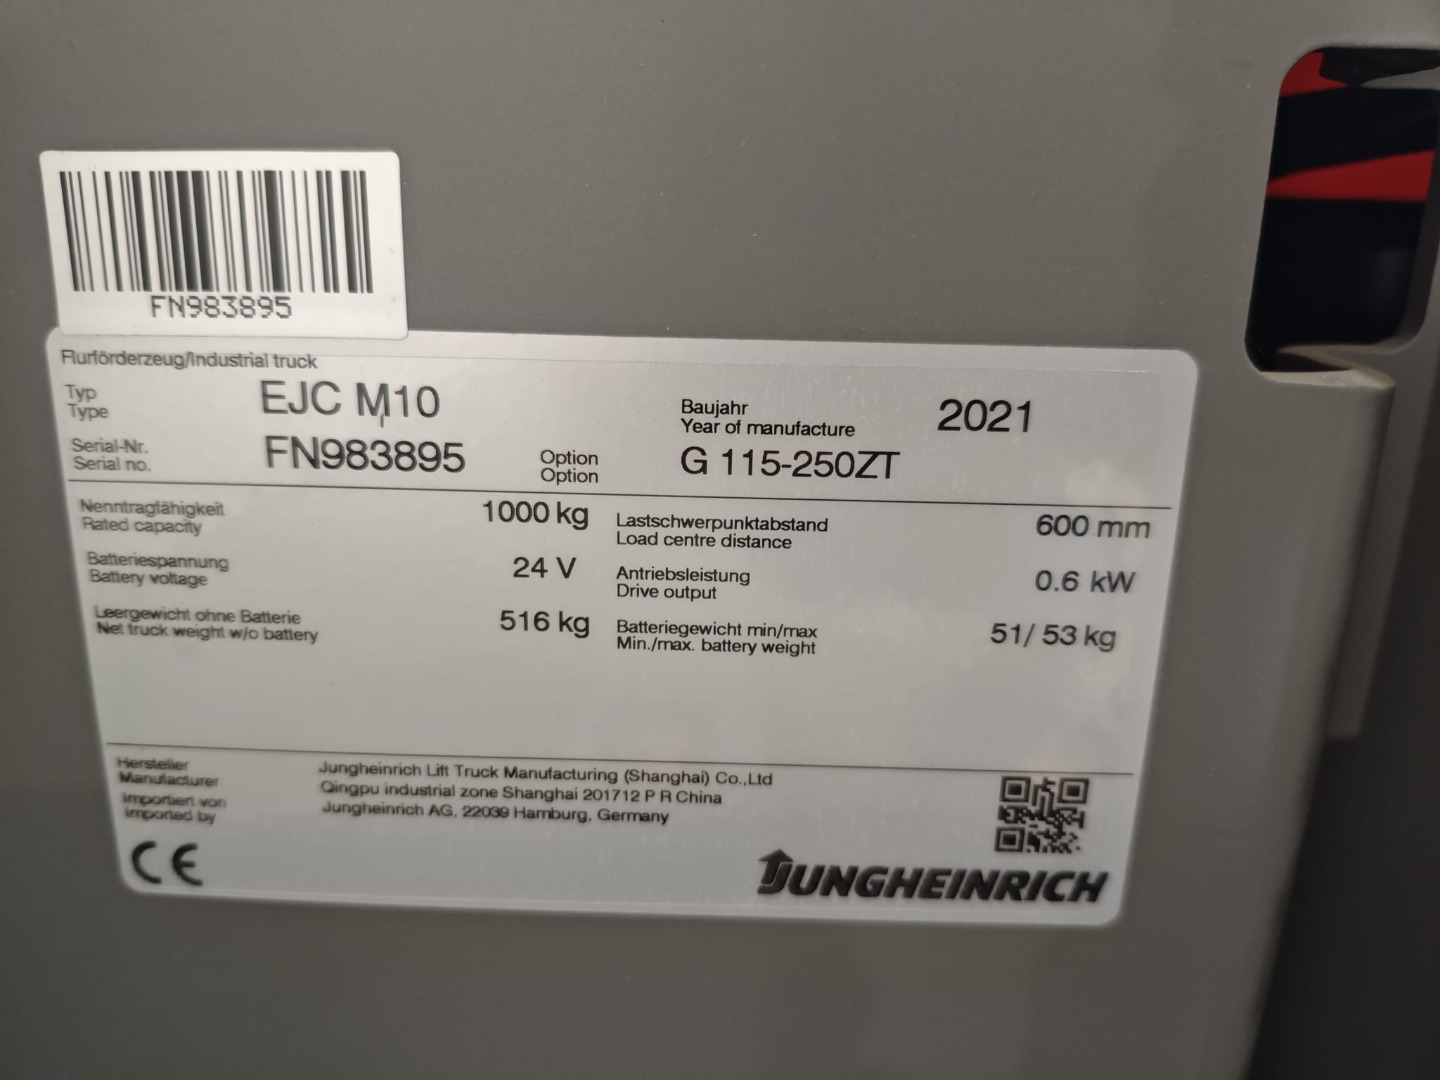 FN983895
Flurförderzeug/Industrial truck
Typ
Type
EJC M10
Baujahr
Year of manufacture
2021
Serial-Nr.
Serial no.
FN983895
Option
Option
G 115-250ZT
Nenntragfähigkeit
Rated capacity
1000 kg
Lastschwerpunktabstand
Load centre distance
600 mm
Batteriespannung
Battery voltage
24 V
Antriebsleistung
Drive output
0.6 kW
Leergewicht ohne Batterie
Net truck weight w/o battery
516 kg
Batteriegewicht min/max
Min./max. battery weight
51/ 53 kg
Hersteller
Manufacturer
Jungheinrich Lift Truck Manufacturing (Shanghai) Co.,Ltd
Qingpu industrial zone Shanghai 201712 P R China
Importiert von
Imported by
Jungheinrich AG, 22039 Hamburg, Germany
CE
JUNGHEINRICH